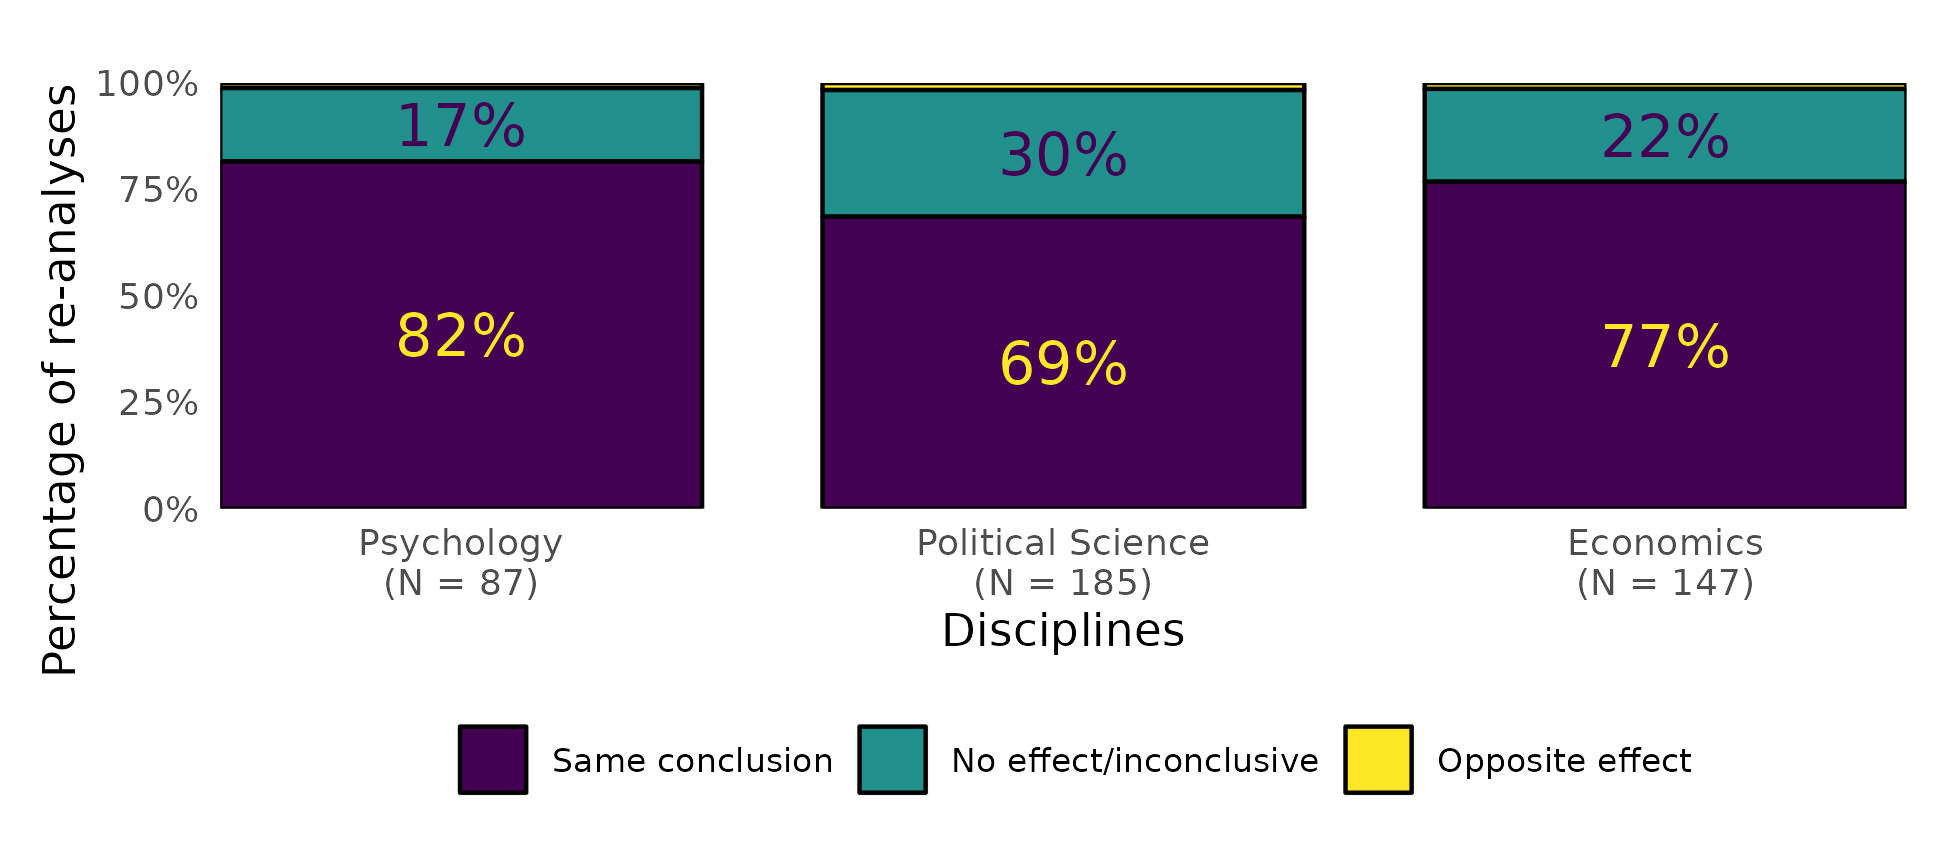 Percentage of re-analyses
100%
75%
50%
25%
0%
17%
82%
30%
69%
22%
77%
Psychology
(N = 87)
Political Science
(N = 185)
Economics
(N = 147)
Disciplines
Same conclusion
No effect/inconclusive
Opposite effect